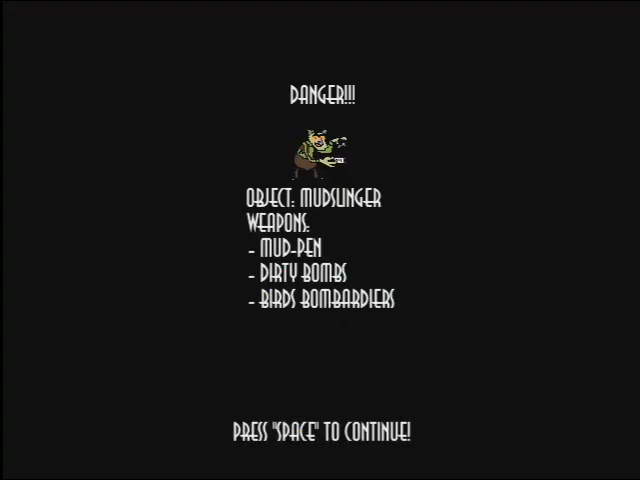 DANGER!!!
OBJECT: MUDSLINGER
WEAPONS:
- MUD-PEN
- DIRTY BOMBS
- BIRDS BOMBARDIERS
PRESS "SPACE" TO CONTINUE!